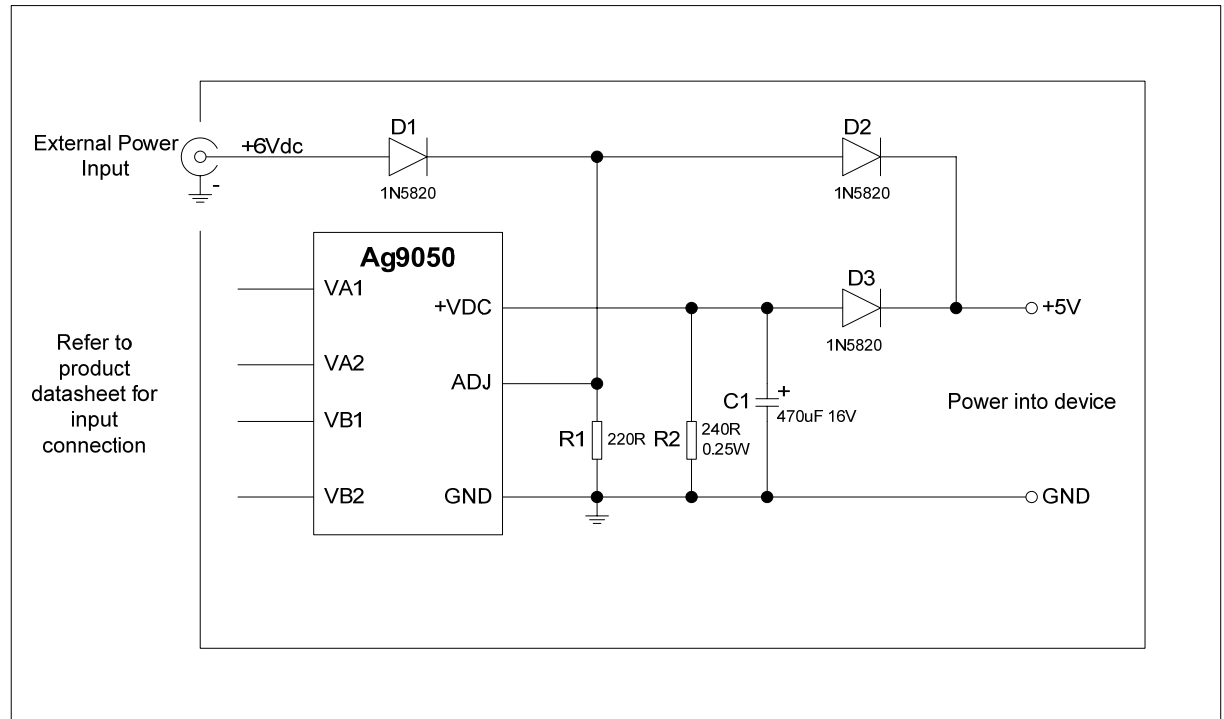 External Power
Input
+6Vdc
-
D1
1N5820
D2
1N5820
Ag9050
VA1
VA2
VB1
VB2
+VDC
ADJ
GND
Refer to
product
datasheet for
input
connection
D3
1N5820
R1
220R
R2
240R
0.25W
C1
+
470uF 16V
+5V
Power into device
GND